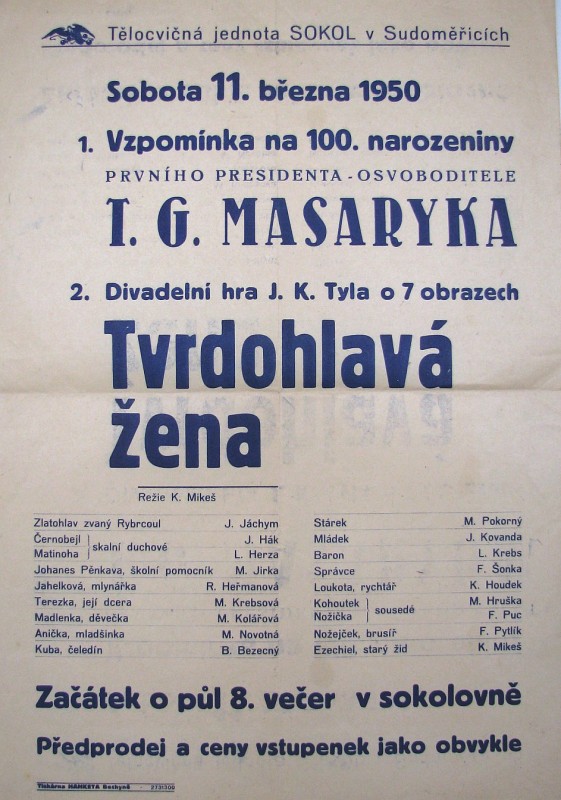 Tělocvičná jednota SOKOL v Sudoměřicích
Sobota 11. března 1950
1. Vzpomínka na 100. narozeniny
PRVNÍHO PRESIDENTA-OSVOBODITELE
T. G. MASARYKA
2. Divadelní hra J. K. Tyla o 7 obrazech
Tvrdohlavá
žena
Režie K. Mikeš
Zlatohlav zvaný Rybrcoul J. Jáchym
Černobejl J. Hák
skalní duchové
Matinoha L. Herza
Johanes Pěnkava, školní pomocník M. Jirka
Jahelková, mlynářka R. Heřmanová
Terezka, její dcera M. Krebsová
Madlenka, děvečka M. Kolářová
Anička, mladšinka M. Novotná
Kuba, čeledín B. Bezecný
Stárek M. Pokorný
Mládek J. Kovanda
Baron L. Krebs
Správce F. Šonka
Loukota, rychtář K. Houdek
Kohoutek M. Hruška
sousedé
Nožička F. Puc
Nožejček, brusíř F. Pytlík
Ezechiel, starý žid K. Mikeš
Začátek o půl 8. večer v sokolovně
Předprodej a ceny vstupenek jako obvykle
Tiskárna HANKETA Bechyně - 2731300